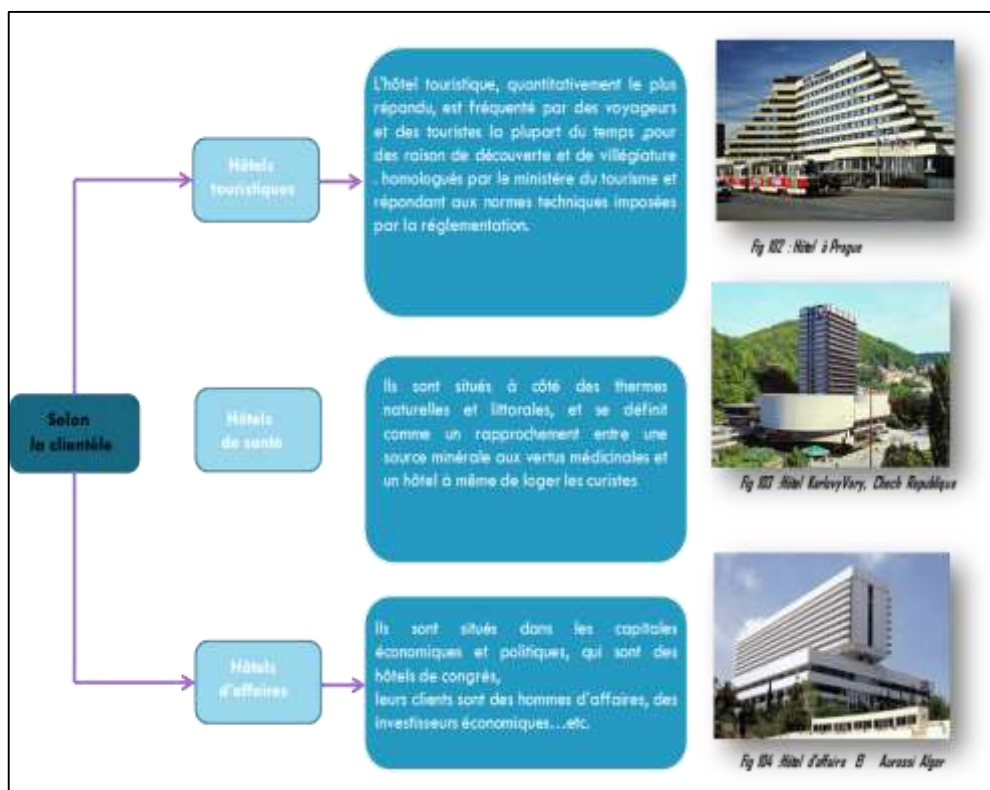 Selon
la clientèle
Hôtels
touristiques
L'hôtel touristique, quantitativement le plus
répandu, est fréquenté par des voyageurs
et des touristes la plupart du temps ,pour
des raison de découverte et de villégiature
. homologués par le ministère du tourisme et
répondant aux normes techniques imposées
par la réglementation.
Fig 102 : Hôtel à Prague
Hôtels
de santé
Ils sont situés à côté des thermes
naturelles et littorales, et se définit
comme un rapprochement entre une
source minérale aux vertus médicinales et
un hôtel à même de loger les curistes
Fig 103 :Hôtel KarlovyVary, Chech Republique
Hôtels
d'affaires
Ils sont situés dans les capitales
économiques et politiques, qui sont des
hôtels de congrés,
leurs clients sont des hommes d'affaires, des
investisseurs économiques...etc.
Fig 104 :Hôtel d'affaire El Aurassi Alger